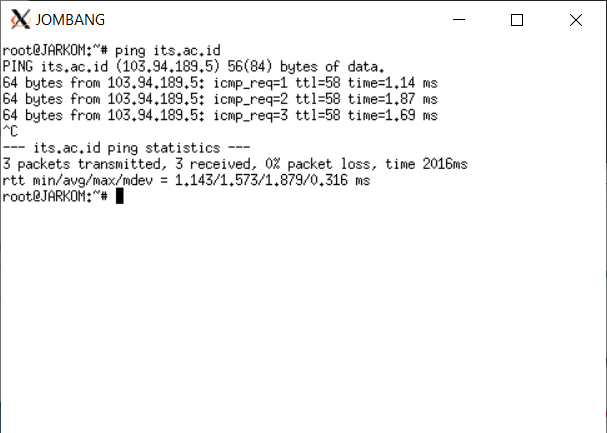 JOMBANG
root@JARKOM:~# ping its.ac.id
PING its.ac.id (103.94.189.5) 56(84) bytes of data.
64 bytes from 103.94.189.5: icmp_req=1 ttl=58 time=1.14 ms
64 bytes from 103.94.189.5: icmp_req=2 ttl=58 time=1.87 ms
64 bytes from 103.94.189.5: icmp_req=3 ttl=58 time=1.69 ms
^C
--- its.ac.id ping statistics ---
3 packets transmitted, 3 received, 0% packet loss, time 2016ms
rtt min/avg/max/mdev = 1.143/1.573/1.879/0.316 ms
root@JARKOM:~#